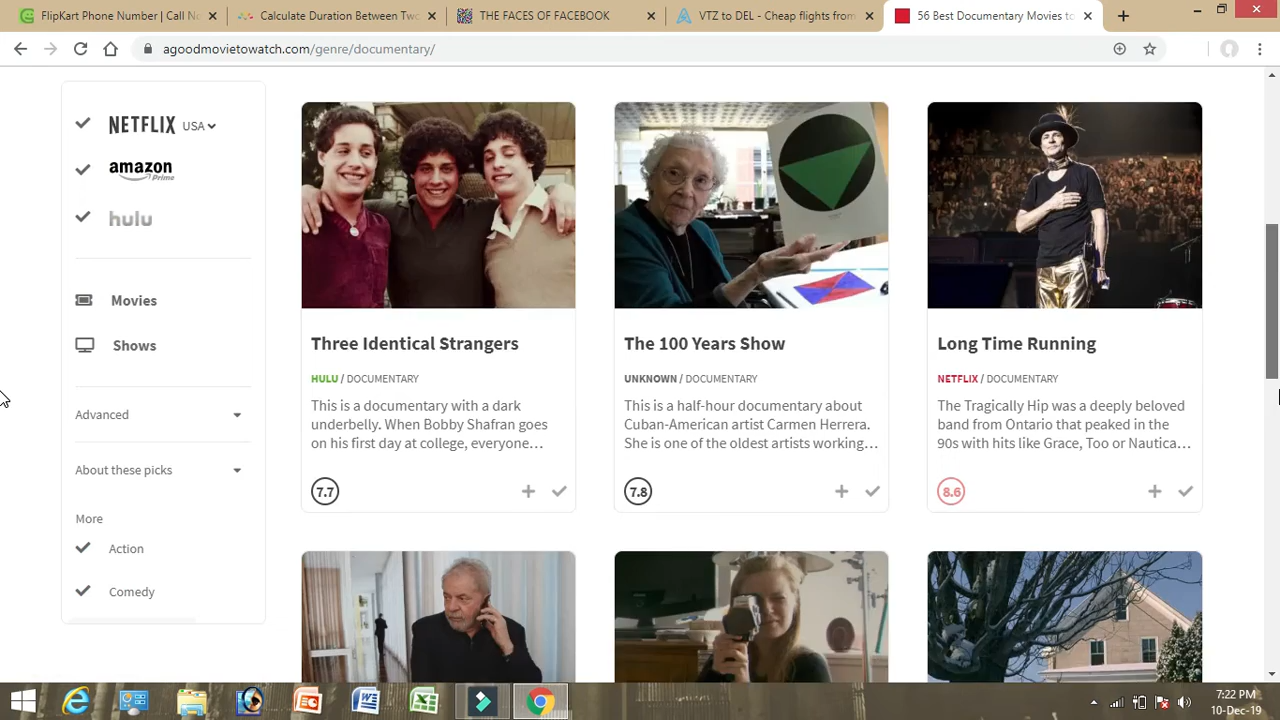 FlipKart Phone Number | Call N
Calculate Duration Between Two
THE FACES OF FACEBOOK
VTZ to DEL - Cheap flights from
56 Best Documentary Movies to
agoodmovietowatch.com/genre/documentary/
NETFLIX USA
amazon
Prime
hulu
Movies
Shows
Advanced
About these picks
More
Action
Comedy
Three Identical Strangers
HULU / DOCUMENTARY
This is a documentary with a dark
underbelly. When Bobby Shafran goes
on his first day at college, everyone…
7.7
The 100 Years Show
UNKNOWN / DOCUMENTARY
This is a half-hour documentary about
Cuban-American artist Carmen Herrera.
She is one of the oldest artists working…
7.8
Long Time Running
NETFLIX / DOCUMENTARY
The Tragically Hip was a deeply beloved
band from Ontario that peaked in the
90s with hits like Grace, Too or Nautica…
8.6
7:22 PM
10-Dec-19